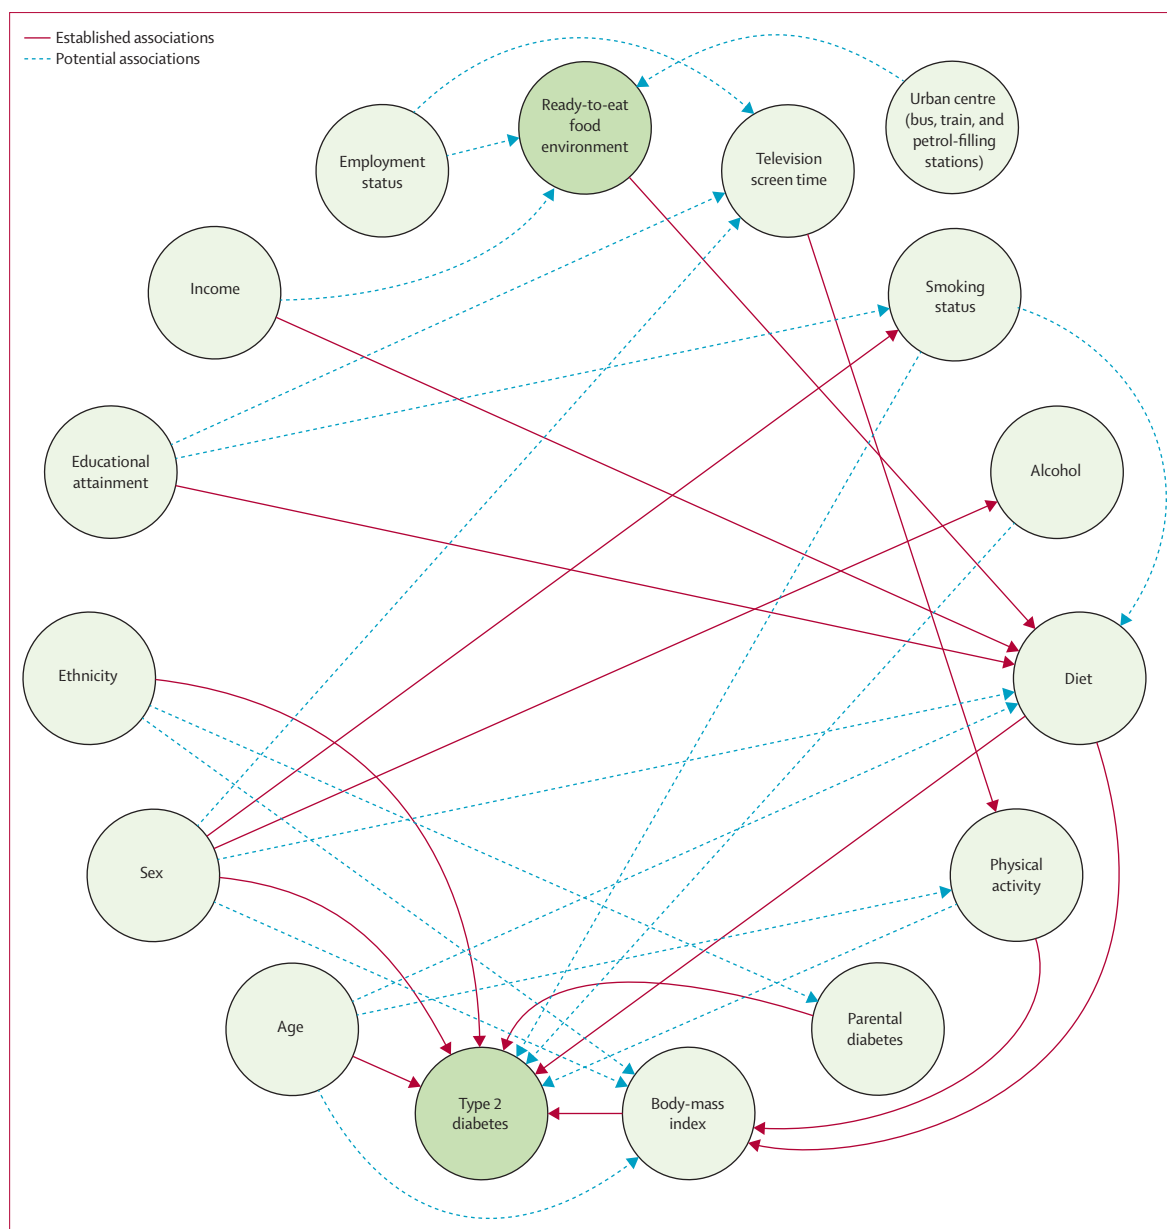 Established associations
Potential associations
Ready-to-eat
food
environment
Urban centre
(bus, train, and
petrol-filling
stations)
Employment
status
Television
screen time
Income
Smoking
status
Educational
attainment
Alcohol
Ethnicity
Diet
Sex
Physical
activity
Age
Parental
diabetes
Type 2
diabetes
Body-mass
index